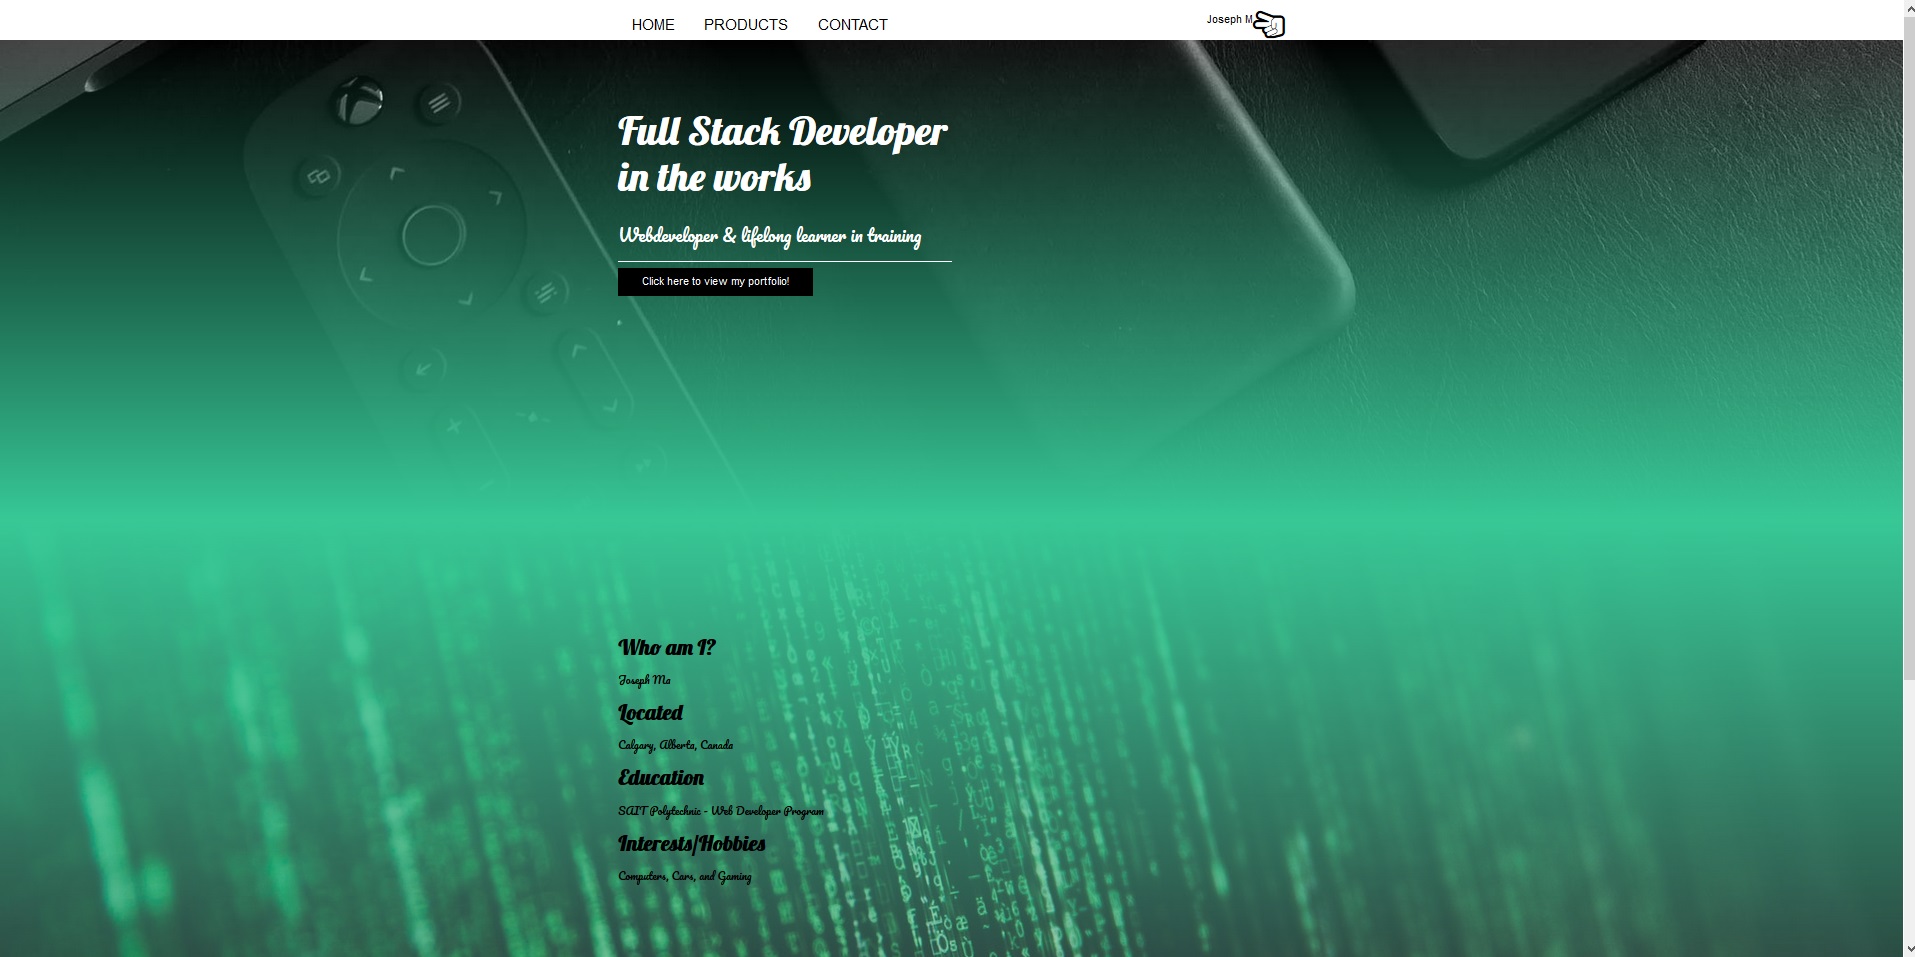 HOME PRODUCTS CONTACT Joseph M
Full Stack Developer
in the works
Webdeveloper & lifelong learner in training
Click here to view my portfolio!
Who am I?
Joseph Ma
Located
Calgary, Alberta, Canada
Education
SAIT Polytechnic - Web Developer Program
Interests/Hobbies
Computers, Cars, and Gaming